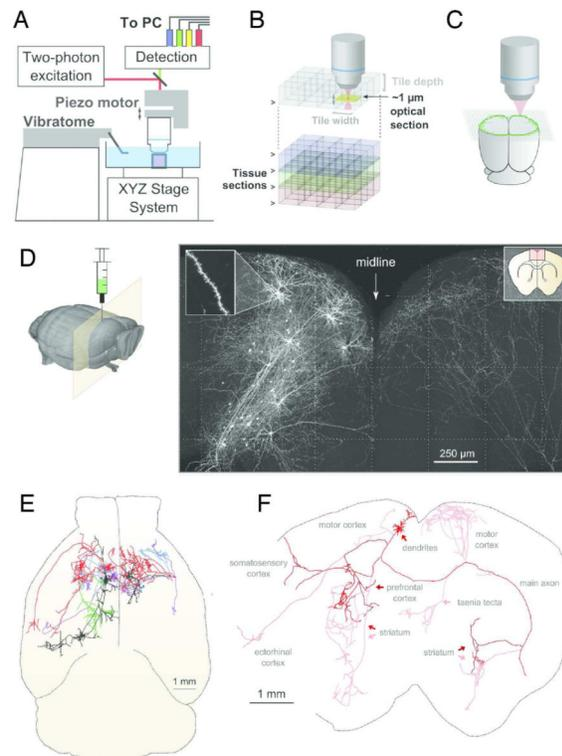 A
To PC
Two-photon
excitation
Detection
Piezo motor
Vibratome
XYZ Stage
System
B
Tile depth
~1 µm
optical
section
Tile width
Tissue
sections
>
>
>
>
>
C
D
midline
250 µm
E
1 mm
F
motor cortex
motor
cortex
dendrites
somatosensory
cortex
prefrontal
cortex
main axon
taenia tecta
striatum
striatum
ectorhinal
cortex
1 mm